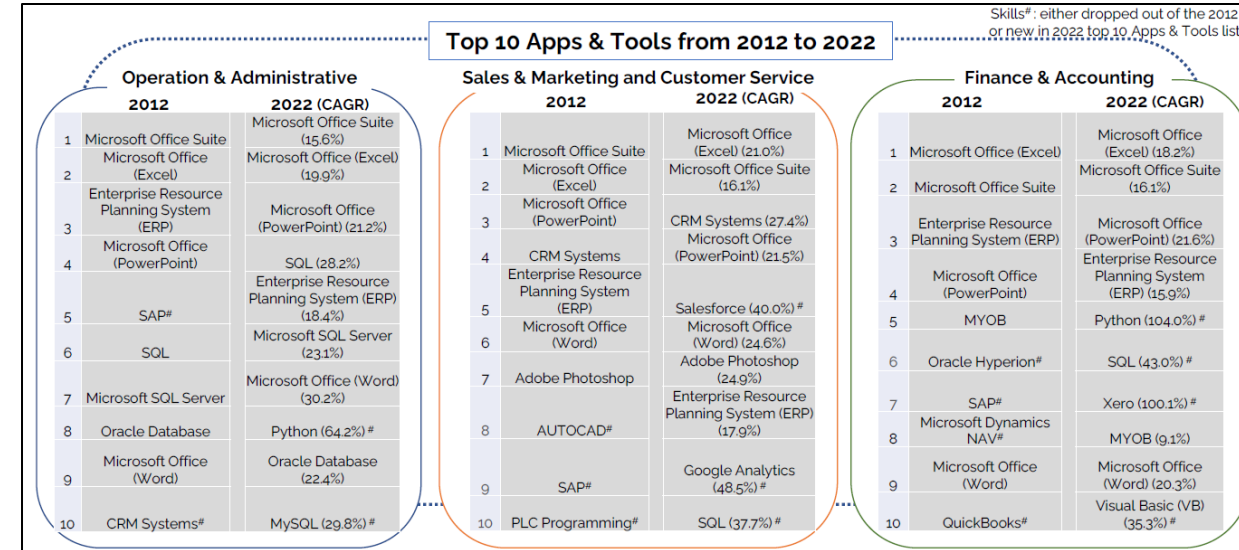 Skills#: either dropped out of the 2012
or new in 2022 top 10 Apps & Tools list
Top 10 Apps & Tools from 2012 to 2022
Operation & Administrative
2012 2022 (CAGR)
1 Microsoft Office Suite Microsoft Office Suite (15.6%)
2 Microsoft Office (Excel) Microsoft Office (Excel) (19.9%)
3 Enterprise Resource Planning System (ERP) Microsoft Office (PowerPoint) (21.2%)
4 Microsoft Office (PowerPoint) SQL (28.2%)
5 SAP# Enterprise Resource Planning System (ERP) (18.4%)
6 SQL Microsoft SQL Server (23.1%)
7 Microsoft SQL Server Microsoft Office (Word) (30.2%)
8 Oracle Database Python (64.2%) #
9 Microsoft Office (Word) Oracle Database (22.4%)
10 CRM Systems# MySQL (29.8%) #
Sales & Marketing and Customer Service
2012 2022 (CAGR)
1 Microsoft Office Suite Microsoft Office (Excel) (21.0%)
2 Microsoft Office (Excel) Microsoft Office Suite (16.1%)
3 Microsoft Office (PowerPoint) CRM Systems (27.4%)
4 CRM Systems Microsoft Office (PowerPoint) (21.5%)
5 Enterprise Resource Planning System (ERP) Salesforce (40.0%) #
6 Microsoft Office (Word) Microsoft Office (Word) (24.6%)
7 Adobe Photoshop Adobe Photoshop (24.9%)
8 AUTOCAD# Enterprise Resource Planning System (ERP) (17.9%)
9 SAP# Google Analytics (48.5%) #
10 PLC Programming# SQL (37.7%) #
Finance & Accounting
2012 2022 (CAGR)
1 Microsoft Office (Excel) Microsoft Office (Excel) (18.2%)
2 Microsoft Office Suite Microsoft Office Suite (16.1%)
3 Enterprise Resource Planning System (ERP) Microsoft Office (PowerPoint) (21.6%)
4 Microsoft Office (PowerPoint) Enterprise Resource Planning System (ERP) (15.9%)
5 MYOB Python (104.0%) #
6 Oracle Hyperion# SQL (43.0%) #
7 SAP# Xero (100.1%) #
8 Microsoft Dynamics NAV# MYOB (9.1%)
9 Microsoft Office (Word) Microsoft Office (Word) (20.3%)
10 QuickBooks# Visual Basic (VB) (35.3%) #